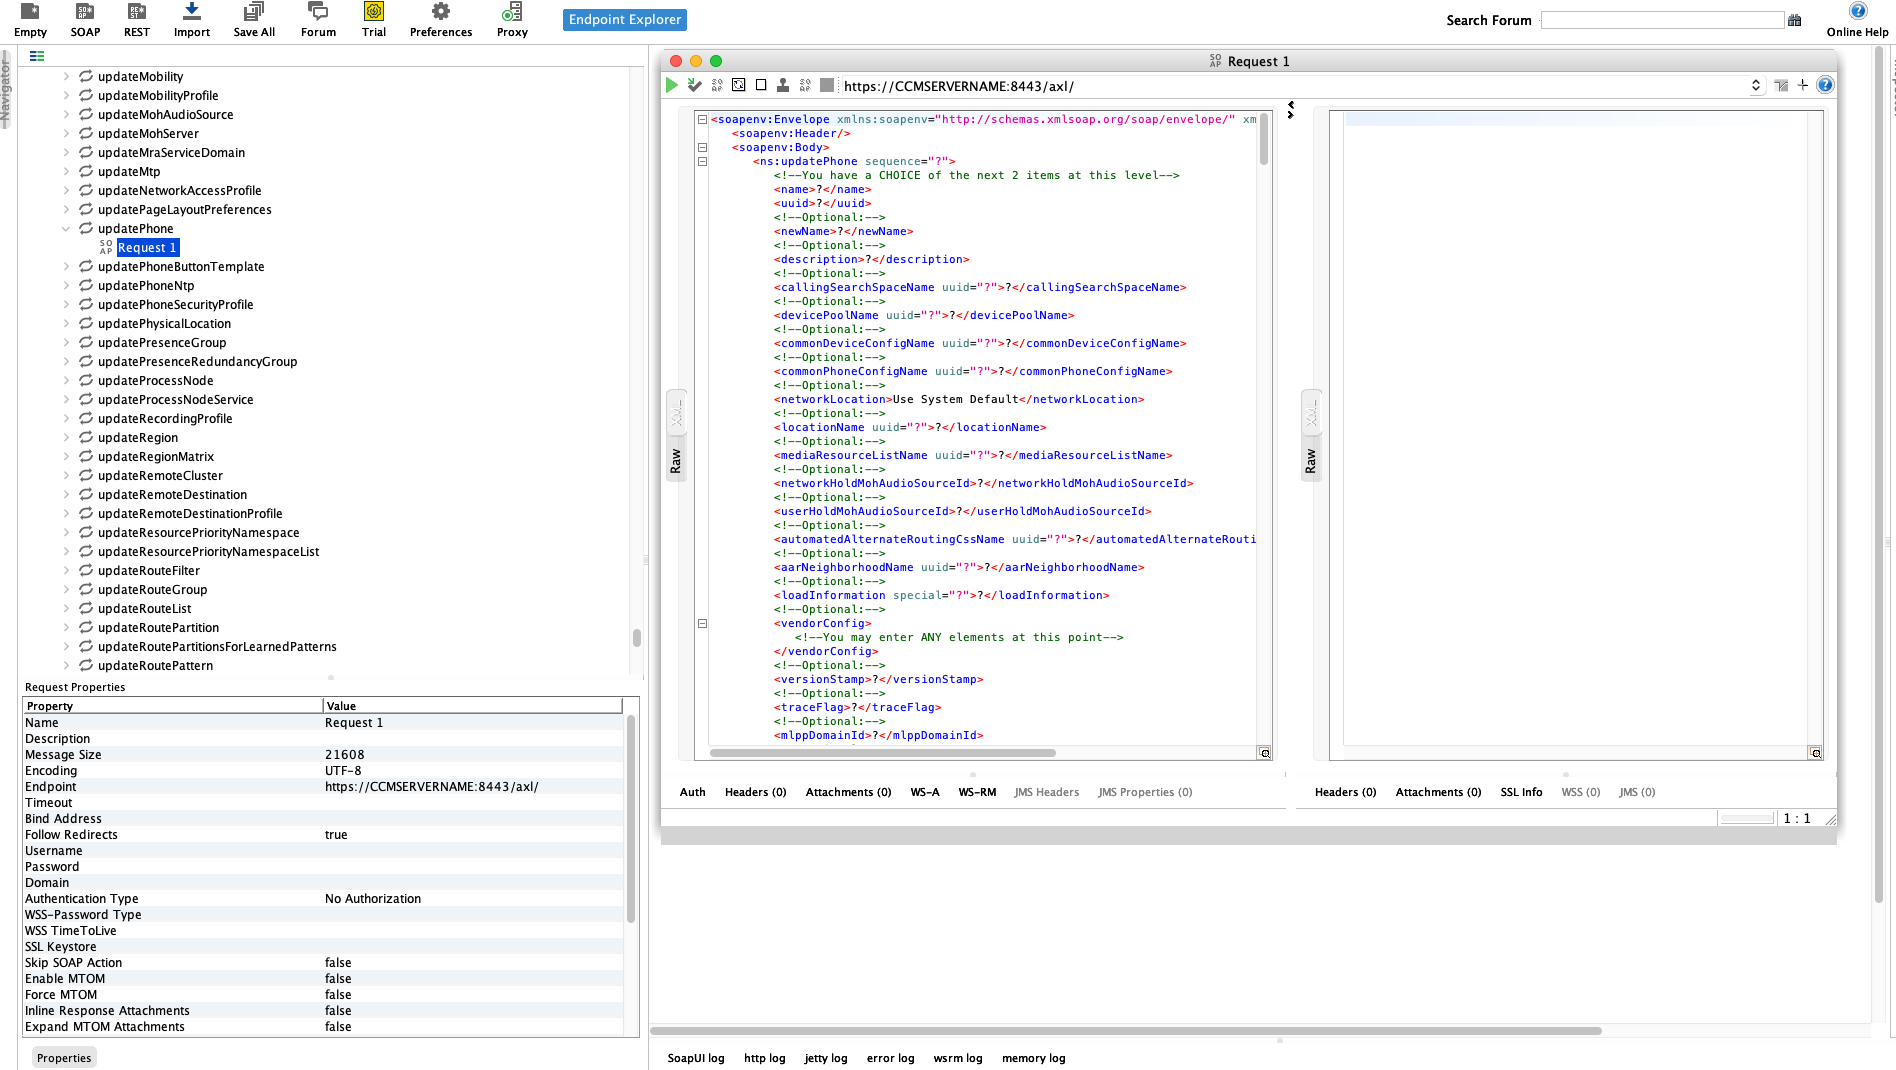 Empty SOAP REST Import Save All Forum Trial Preferences Proxy Endpoint Explorer Search Forum Online Help
Navigator
updateMobility
updateMobilityProfile
updateMohAudioSource
updateMohServer
updateMraServiceDomain
updateMtp
updateNetworkAccessProfile
updatePageLayoutPreferences
updatePhone
Request 1
updatePhoneButtonTemplate
updatePhoneNtp
updatePhoneSecurityProfile
updatePhysicalLocation
updatePresenceGroup
updatePresenceRedundancyGroup
updateProcessNode
updateProcessNodeService
updateRecordingProfile
updateRegion
updateRegionMatrix
updateRemoteCluster
updateRemoteDestination
updateRemoteDestinationProfile
updateResourcePriorityNamespace
updateResourcePriorityNamespaceList
updateRouteFilter
updateRouteGroup
updateRouteList
updateRoutePartition
updateRoutePartitionsForLearnedPatterns
updateRoutePattern
Request Properties
Property Value
Name Request 1
Description
Message Size 21608
Encoding UTF-8
Endpoint https://CCMSERVERNAME:8443/axl/
Timeout
Bind Address
Follow Redirects true
Username
Password
Domain
Authentication Type No Authorization
WSS-Password Type
WSS TimeToLive
SSL Keystore
Skip SOAP Action false
Enable MTOM false
Force MTOM false
Inline Response Attachments false
Expand MTOM Attachments false
Properties
Request 1
https://CCMSERVERNAME:8443/axl/
XML
Raw
<soapenv:Envelope xmlns:soapenv="http://schemas.xmlsoap.org/soap/envelope/" xm
<soapenv:Header/>
<soapenv:Body>
<ns:updatePhone sequence="?">
<!--You have a CHOICE of the next 2 items at this level-->
<name>?</name>
<uuid>?</uuid>
<!--Optional:-->
<newName>?</newName>
<!--Optional:-->
<description>?</description>
<!--Optional:-->
<callingSearchSpaceName uuid="?">?</callingSearchSpaceName>
<!--Optional:-->
<devicePoolName uuid="?">?</devicePoolName>
<!--Optional:-->
<commonDeviceConfigName uuid="?">?</commonDeviceConfigName>
<!--Optional:-->
<commonPhoneConfigName uuid="?">?</commonPhoneConfigName>
<!--Optional:-->
<networkLocation>Use System Default</networkLocation>
<!--Optional:-->
<locationName uuid="?">?</locationName>
<!--Optional:-->
<mediaResourceListName uuid="?">?</mediaResourceListName>
<!--Optional:-->
<networkHoldMohAudioSourceId>?</networkHoldMohAudioSourceId>
<!--Optional:-->
<userHoldMohAudioSourceId>?</userHoldMohAudioSourceId>
<!--Optional:-->
<automatedAlternateRoutingCssName uuid="?">?</automatedAlternateRouti
<!--Optional:-->
<aarNeighborhoodName uuid="?">?</aarNeighborhoodName>
<!--Optional:-->
<loadInformation special="?">?</loadInformation>
<!--Optional:-->
<vendorConfig>
<!--You may enter ANY elements at this point-->
</vendorConfig>
<!--Optional:-->
<versionStamp>?</versionStamp>
<!--Optional:-->
<traceFlag>?</traceFlag>
<!--Optional:-->
<mlppDomainId>?</mlppDomainId>
XML
Raw
Auth Headers (0) Attachments (0) WS-A WS-RM JMS Headers JMS Properties (0)
Headers (0) Attachments (0) SSL Info WSS (0) JMS (0)
1 : 1
SoapUI log http log jetty log error log wsrm log memory log